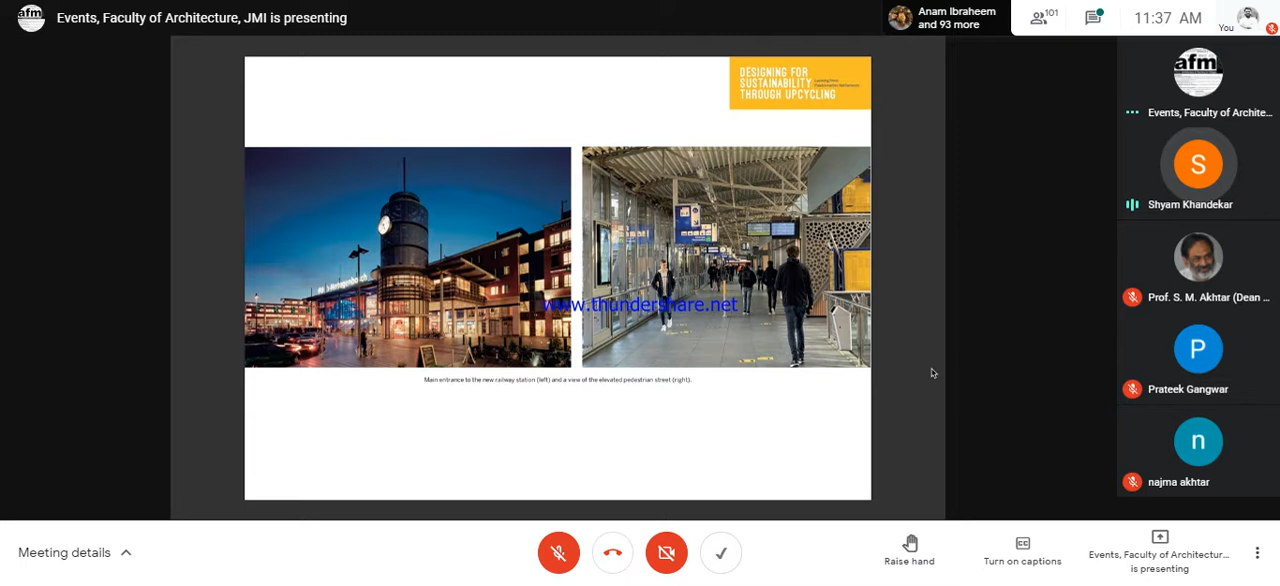 afm
Events, Faculty of Architecture, JMI is presenting
Anam Ibraheem
and 93 more
101
11:37 AM
You
DESIGNING FOR
SUSTAINABILITY
THROUGH UPCYCLING
www.thundershare.net
Main entrance to the new railway station (left) and a view of the elevated pedestrian street (right).
afm
Events, Faculty of Archite...
S
Shyam Khandekar
Prof. S. M. Akhtar (Dean ...
P
Prateek Gangwar
n
najma akhtar
Meeting details
Raise hand
CC
Turn on captions
Events, Faculty of Architectur...
is presenting